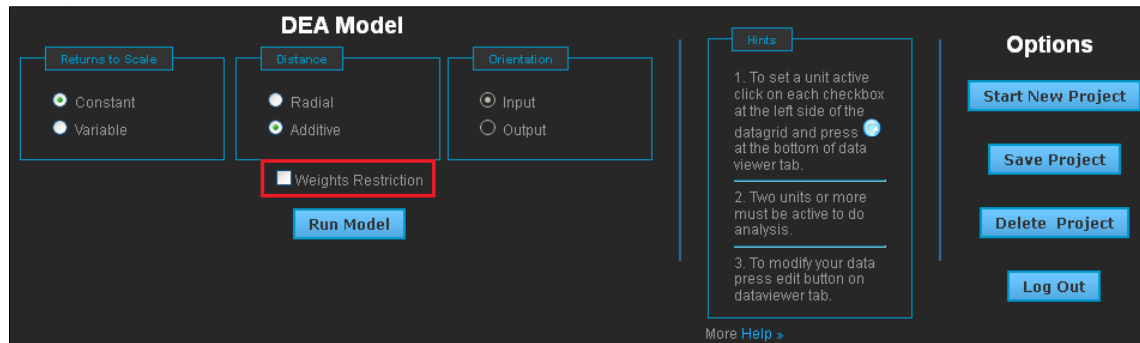 DEA Model
Returns to Scale
Constant
Variable
Distance
Radial
Additive
Orientation
Input
Output
Weights Restriction
Run Model
Hints
1. To set a unit active
click on each checkbox
at the left side of the
datagrid and press
at the bottom of data
viewer tab.
2. Two units or more
must be active to do
analysis.
3. To modify your data
press edit button on
dataviewer tab.
More Help »
Options
Start New Project
Save Project
Delete Project
Log Out